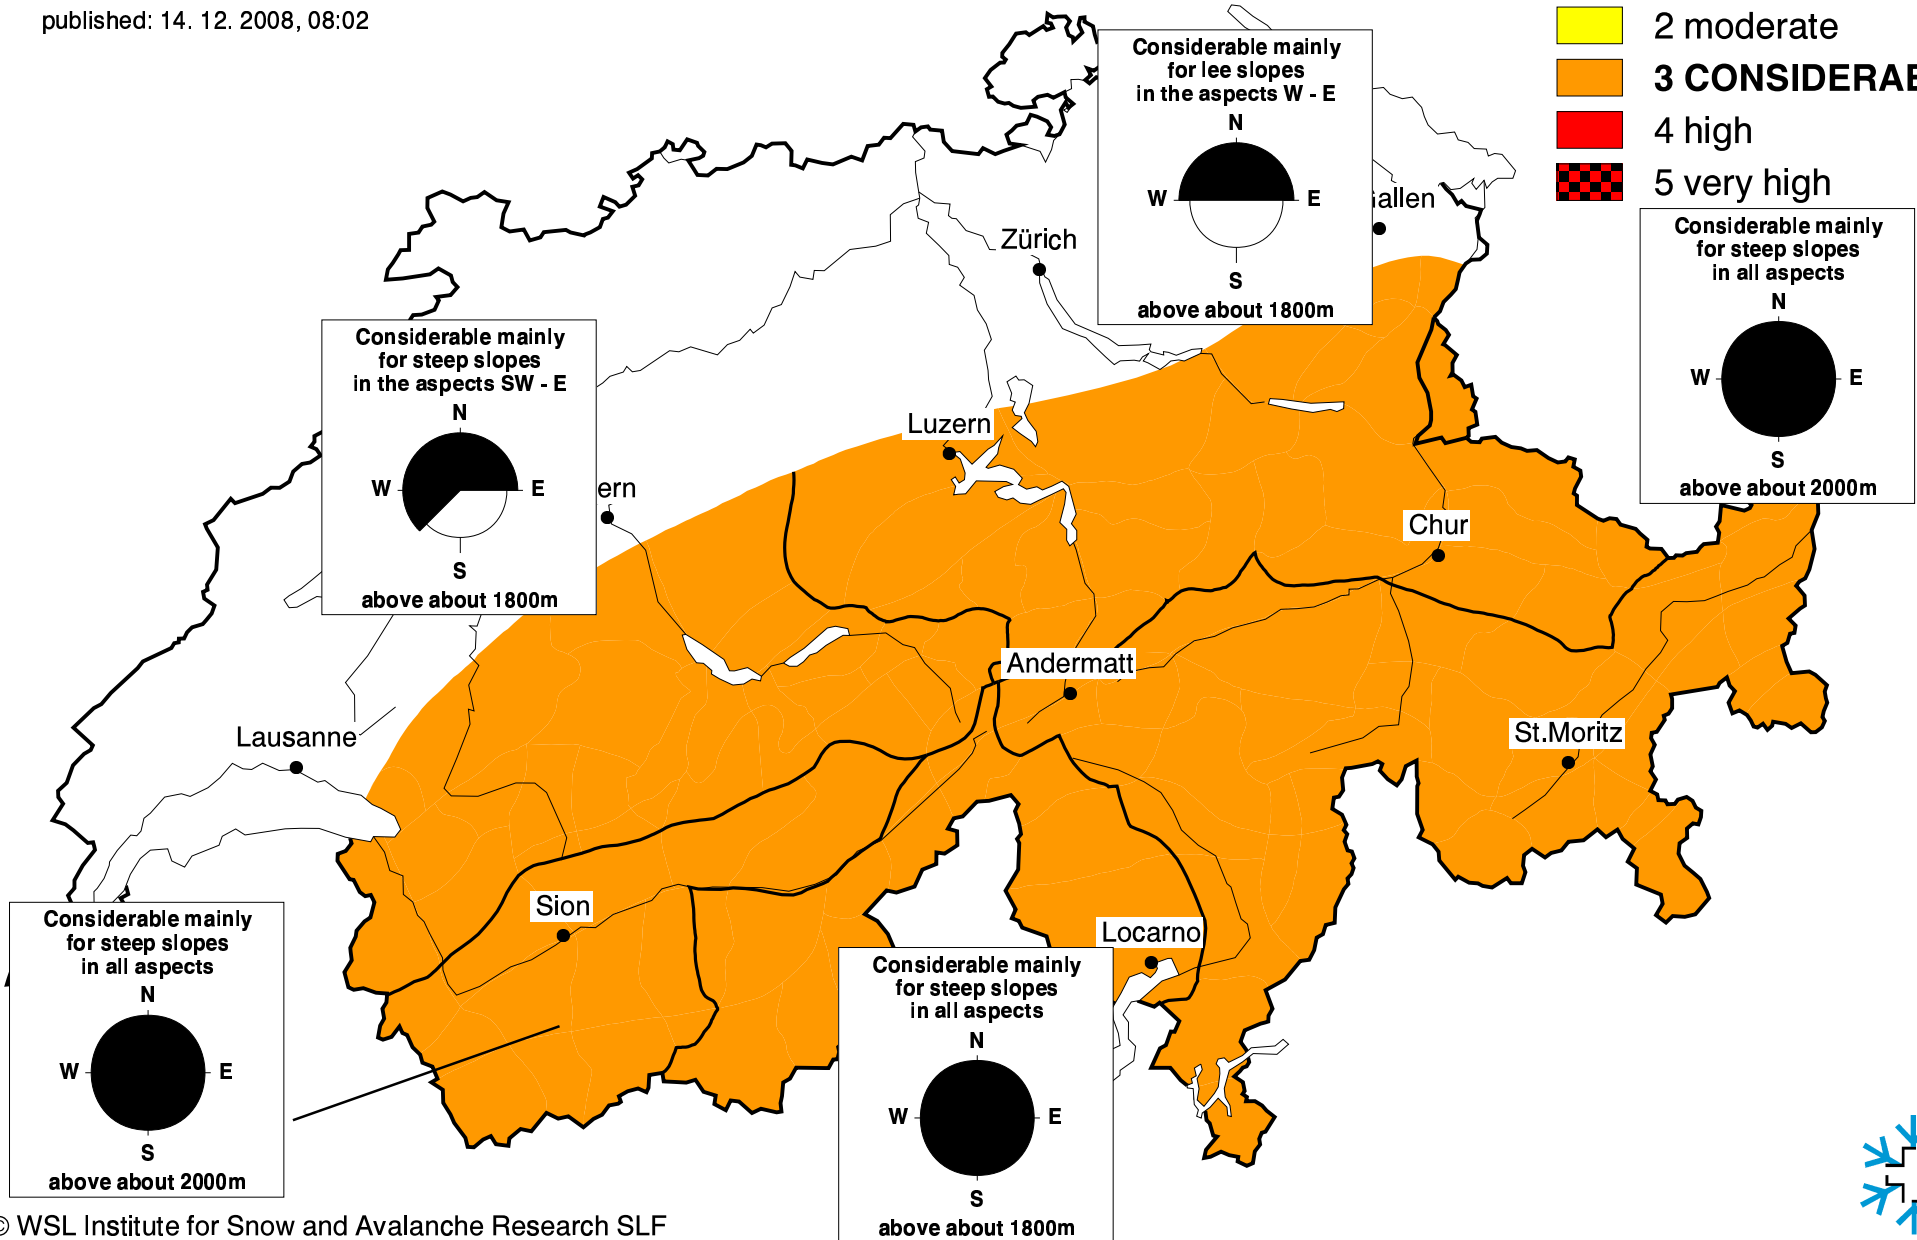 published: 14. 12. 2008, 08:02
2 moderate
3 CONSIDERAB
4 high
5 very high
Considerable mainly
for lee slopes
in the aspects W - E
N
W E
S
above about 1800m
Considerable mainly
for steep slopes
in all aspects
N
W E
S
above about 2000m
Considerable mainly
for steep slopes
in the aspects SW - E
N
W E
S
above about 1800m
Gallen
Zürich
Luzern
ern
Chur
Andermatt
St.Moritz
Lausanne
Sion
Locarno
Considerable mainly
for steep slopes
in all aspects
N
W E
S
above about 2000m
Considerable mainly
for steep slopes
in all aspects
N
W E
S
above about 1800m
© WSL Institute for Snow and Avalanche Research SLF